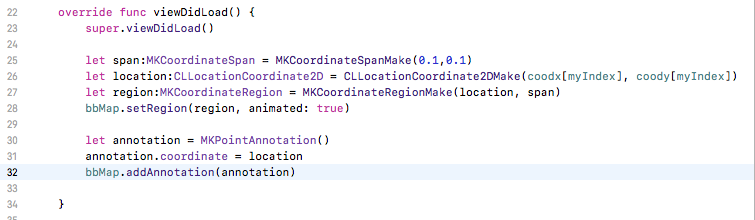 22 override func viewDidLoad() {
23 super.viewDidLoad()
24
25 let span:MKCoordinateSpan = MKCoordinateSpanMake(0.1,0.1)
26 let location:CLLocationCoordinate2D = CLLocationCoordinate2DMake(coodx[myIndex], coody[myIndex])
27 let region:MKCoordinateRegion = MKCoordinateRegionMake(location, span)
28 bbMap.setRegion(region, animated: true)
29
30 let annotation = MKPointAnnotation()
31 annotation.coordinate = location
32 bbMap.addAnnotation(annotation)
33
34 }
35